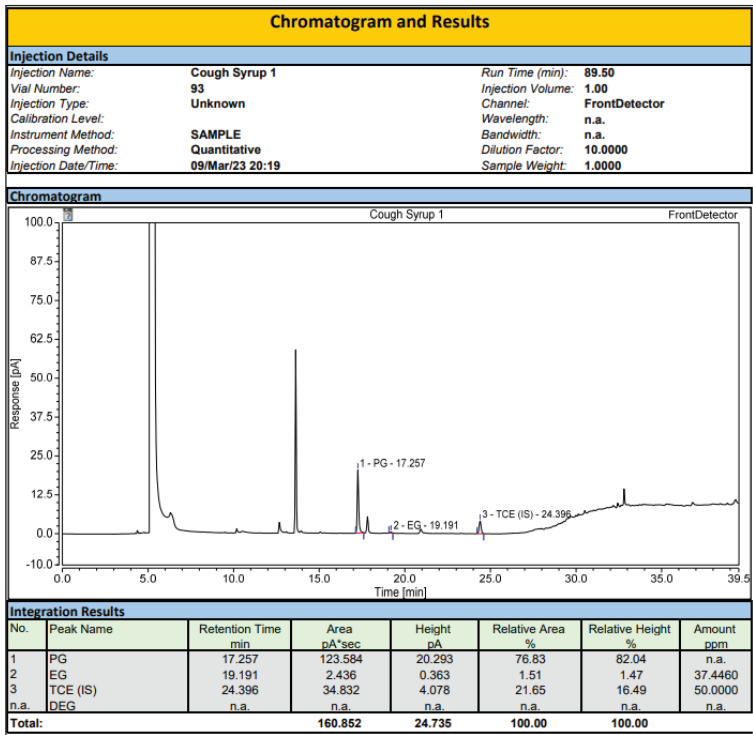 Chromatogram and Results
Injection Details
Injection Name: Cough Syrup 1 Run Time (min): 89.50
Vial Number: 93 Injection Volume: 1.00
Injection Type: Unknown Channel: FrontDetector
Calibration Level: Wavelength: n.a.
Instrument Method: SAMPLE Bandwidth: n.a.
Processing Method: Quantitative Dilution Factor: 10.0000
Injection Date/Time: 09/Mar/23 20:19 Sample Weight: 1.0000
Chromatogram
Cough Syrup 1 FrontDetector
100.0
87.5
75.0
62.5
50.0
37.5
25.0
12.5
0.0
-10.0
Response [pA]
1 - PG - 17.257
2 - EG - 19.191
3 - TCE (IS) - 24.396
0.0 5.0 10.0 15.0 20.0 25.0 30.0 35.0 39.5
Time [min]
Integration Results
No. Peak Name Retention Time Area Height Relative Area Relative Height Amount
min pA*sec pA % % ppm
1 PG 17.257 123.584 20.293 76.83 82.04 n.a.
2 EG 19.191 2.436 0.363 1.51 1.47 37.4460
3 TCE (IS) 24.396 34.832 4.078 21.65 16.49 50.0000
n.a. DEG n.a. n.a. n.a. n.a. n.a. n.a.
Total: 160.852 24.735 100.00 100.00